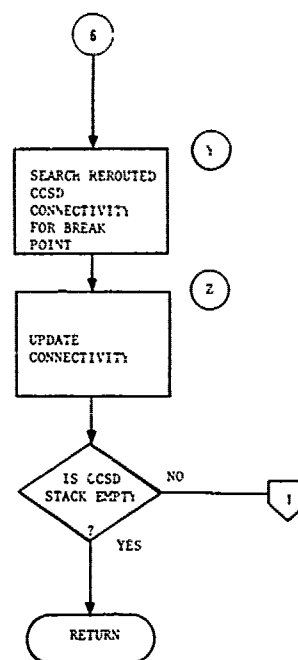 6
Y
SEARCH REROUTED
CCSD
CONNECTIVITY
FOR BREAK
POINT
Z
UPDATE
CONNECTIVITY
IS CCSD
STACK EMPTY
?
NO
1
YES
RETURN